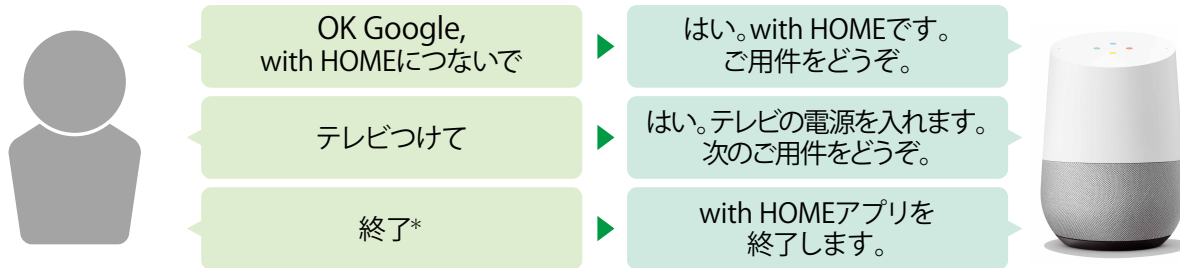 OK Google,
with HOMEにつないで
はい。with HOMEです。
ご用件をどうぞ。
テレビつけて
はい。テレビの電源を入れます。
次のご用件をどうぞ。
終了*
with HOMEアプリを
終了します。